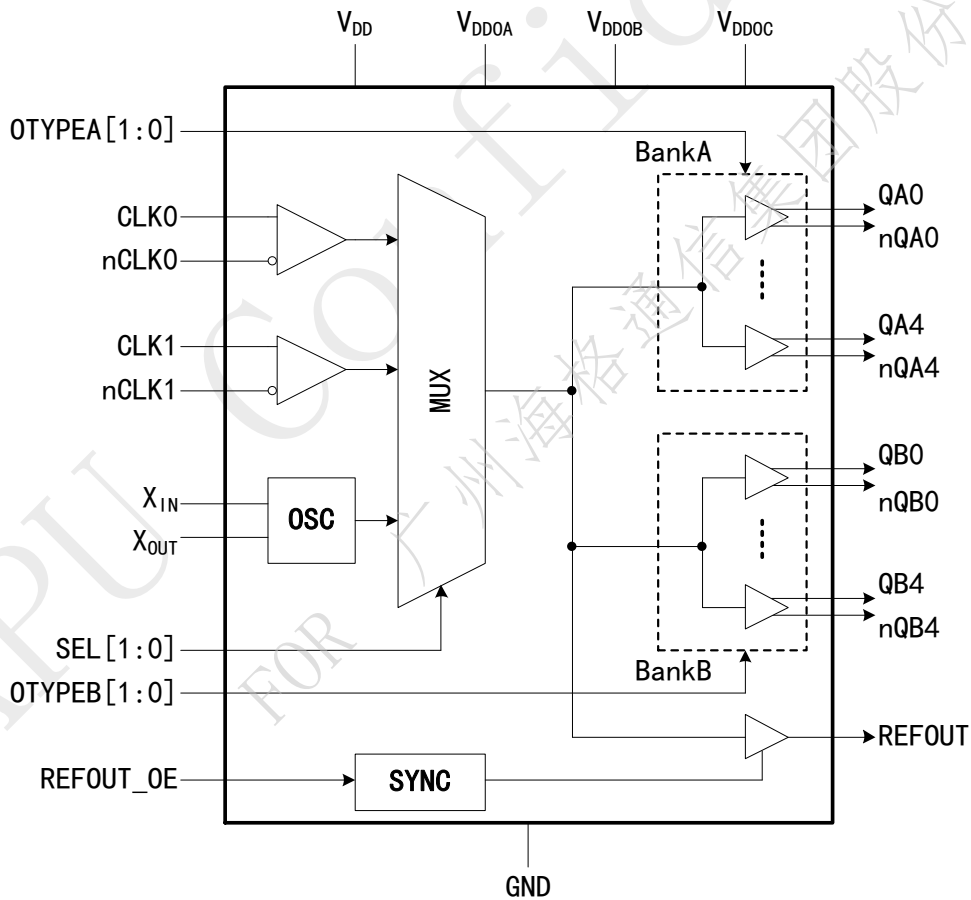 VDD
VDDOA
VDDOB
VDDOC
OTYPEA[1:0]
BankA
CLK0
nCLK0
QA0
nQA0
CLK1
nCLK1
MUX
QA4
nQA4
XIN
XOUT
OSC
QB0
nQB0
QB4
nQB4
SEL[1:0]
OTYPEB[1:0]
BankB
REFOUT
REFOUT_OE
SYNC
GND
PU Confid
FOR 广州海格通信集团股份